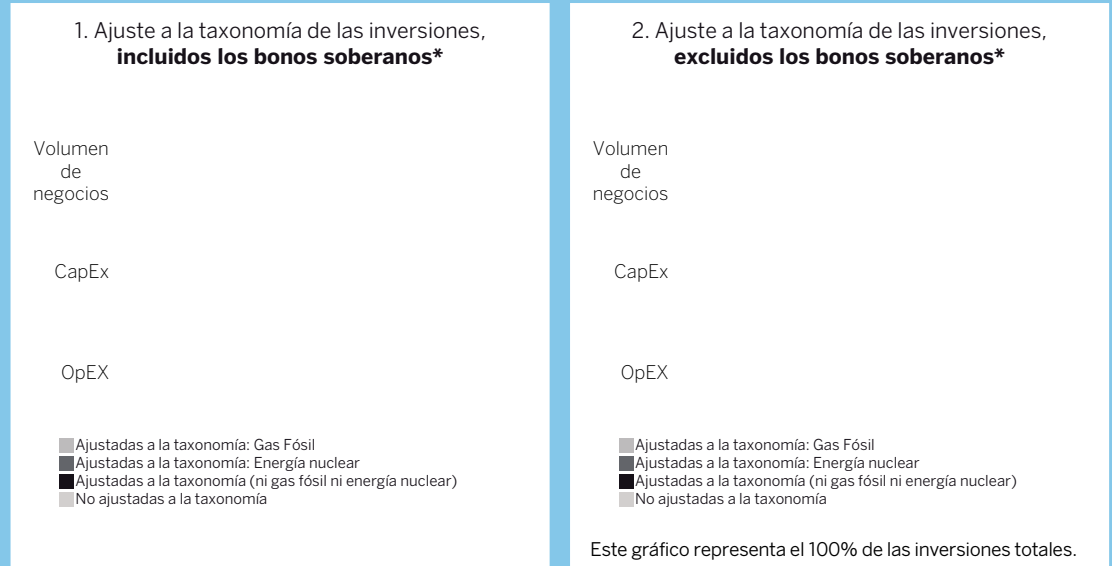 1. Ajuste a la taxonomía de las inversiones,
incluidos los bonos soberanos*
Volumen
de
negocios
CapEx
OpEX
Ajustadas a la taxonomía: Gas Fósil
Ajustadas a la taxonomía: Energía nuclear
Ajustadas a la taxonomía (ni gas fósil ni energía nuclear)
No ajustadas a la taxonomía
2. Ajuste a la taxonomía de las inversiones,
excluidos los bonos soberanos*
Volumen
de
negocios
CapEx
OpEX
Ajustadas a la taxonomía: Gas Fósil
Ajustadas a la taxonomía: Energía nuclear
Ajustadas a la taxonomía (ni gas fósil ni energía nuclear)
No ajustadas a la taxonomía
Este gráfico representa el 100% de las inversiones totales.